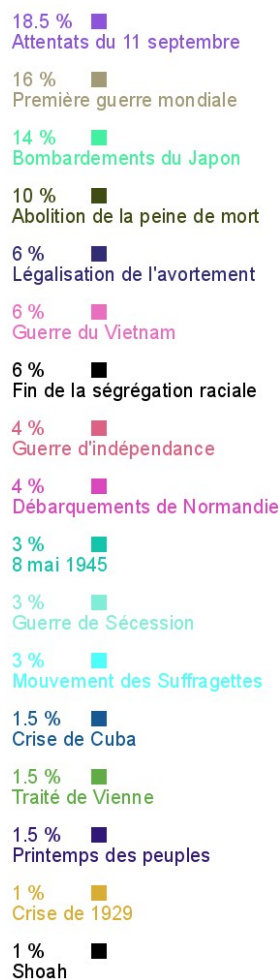 18.5 %
Attentats du 11 septembre
16 %
Première guerre mondiale
14 %
Bombardements du Japon
10 %
Abolition de la peine de mort
6 %
Légalisation de l'avortement
6 %
Guerre du Vietnam
6 %
Fin de la ségrégation raciale
4 %
Guerre d'indépendance
4 %
Débarquements de Normandie
3 %
8 mai 1945
3 %
Guerre de Sécession
3 %
Mouvement des Suffragettes
1.5 %
Crise de Cuba
1.5 %
Traité de Vienne
1.5 %
Printemps des peuples
1 %
Crise de 1929
1 %
Shoah